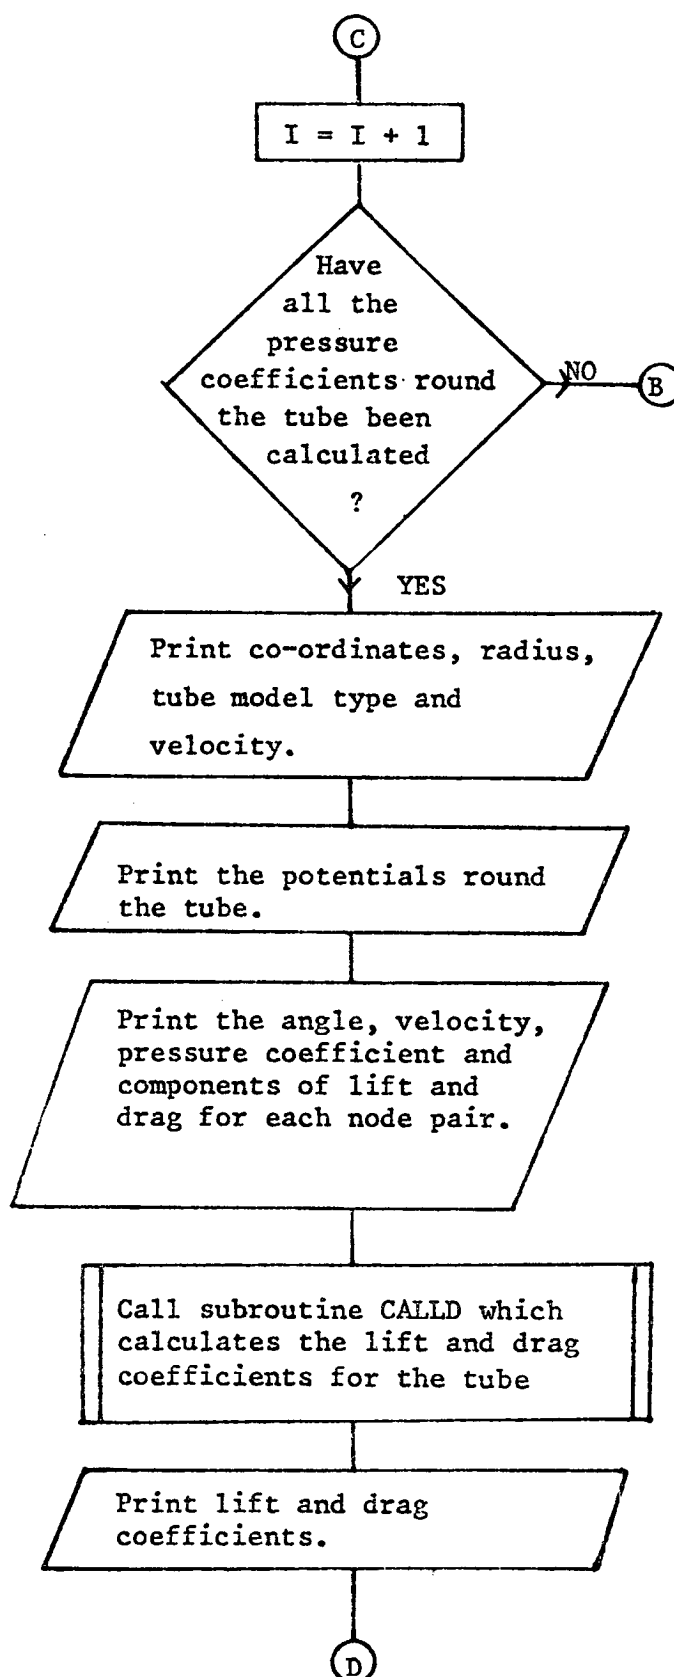 C
I = I + 1
Have
all the
pressure
coefficients round
the tube been
calculated
?
NO
B
YES
Print co-ordinates, radius,
tube model type and
velocity.
Print the potentials round
the tube.
Print the angle, velocity,
pressure coefficient and
components of lift and
drag for each node pair.
Call subroutine CALLD which
calculates the lift and drag
coefficients for the tube
Print lift and drag
coefficients.
D